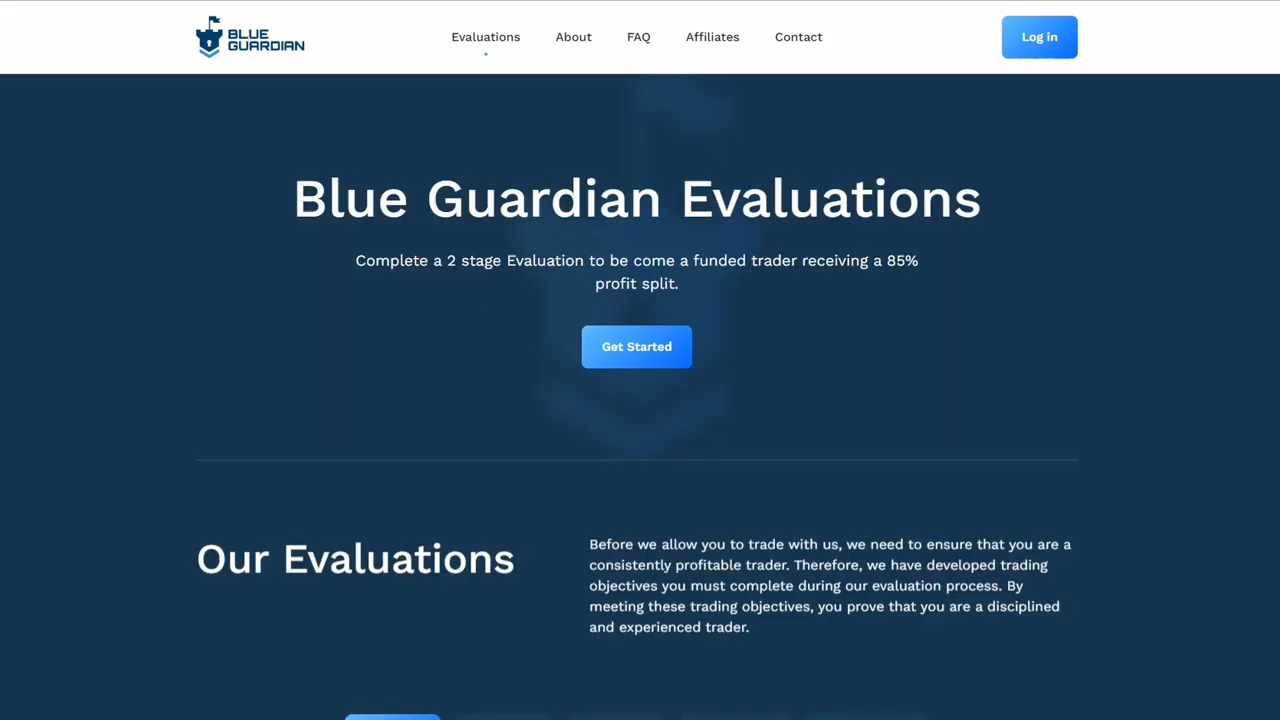 BLUE
GUARDIAN
Evaluations
About
FAQ
Affiliates
Contact
Log in
Blue Guardian Evaluations
Complete a 2 stage Evaluation to be come a funded trader receiving a 85%
profit split.
Get Started
Our Evaluations
Before we allow you to trade with us, we need to ensure that you are a
consistently profitable trader. Therefore, we have developed trading
objectives you must complete during our evaluation process. By
meeting these trading objectives, you prove that you are a disciplined
and experienced trader.